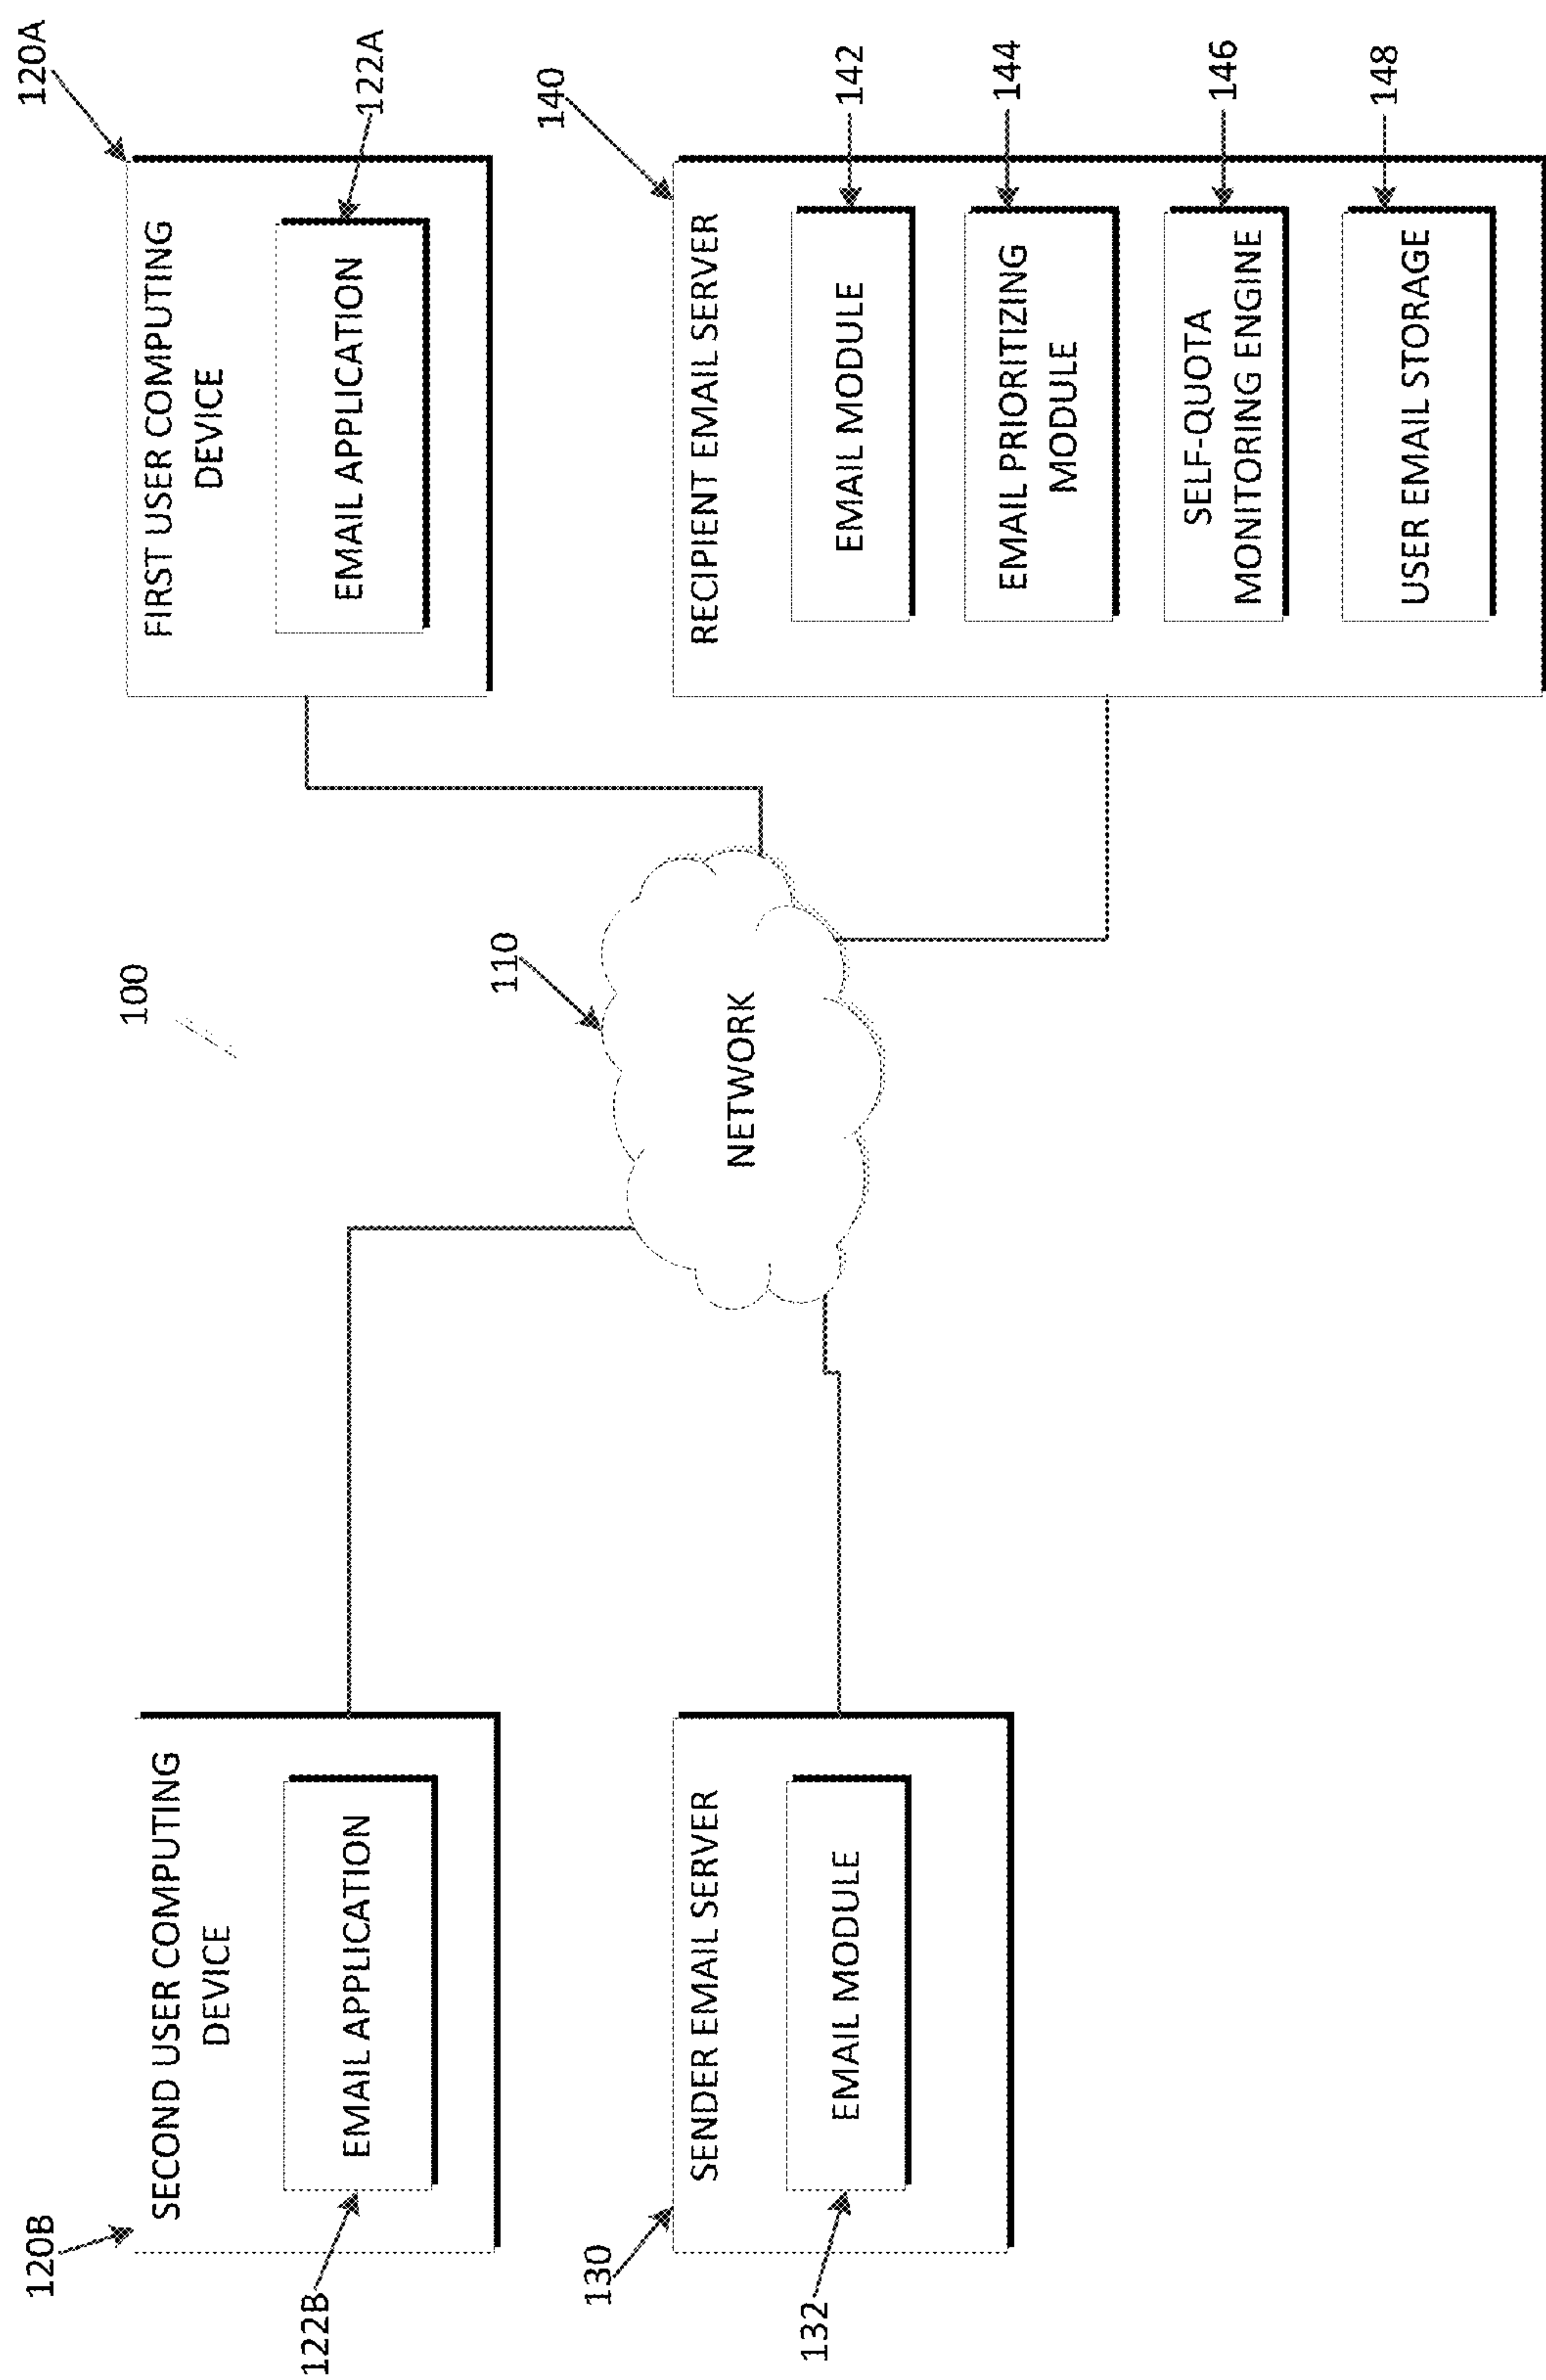 100
120B
SECOND USER COMPUTING
DEVICE
122B
EMAIL APPLICATION
130
SENDER EMAIL SERVER
132
EMAIL MODULE
110
NETWORK
120A
FIRST USER COMPUTING
DEVICE
122A
EMAIL APPLICATION
140
RECIPIENT EMAIL SERVER
EMAIL MODULE
142
EMAIL PRIORITIZING
MODULE
144
SELF-QUOTA
MONITORING ENGINE
146
USER EMAIL STORAGE
148